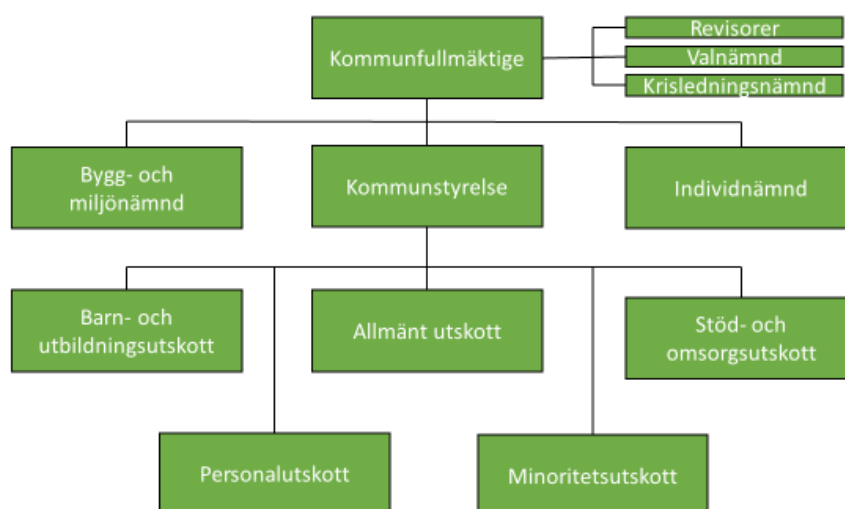 Kommunfullmäktige
Revisorer
Valnämnd
Krisledningsnämnd
Bygg- och
miljönämnd
Kommunstyrelse
Individnämnd
Barn- och
utbildningsutskott
Allmänt utskott
Stöd- och
omsorgsutskott
Personalutskott
Minoritetsutskott